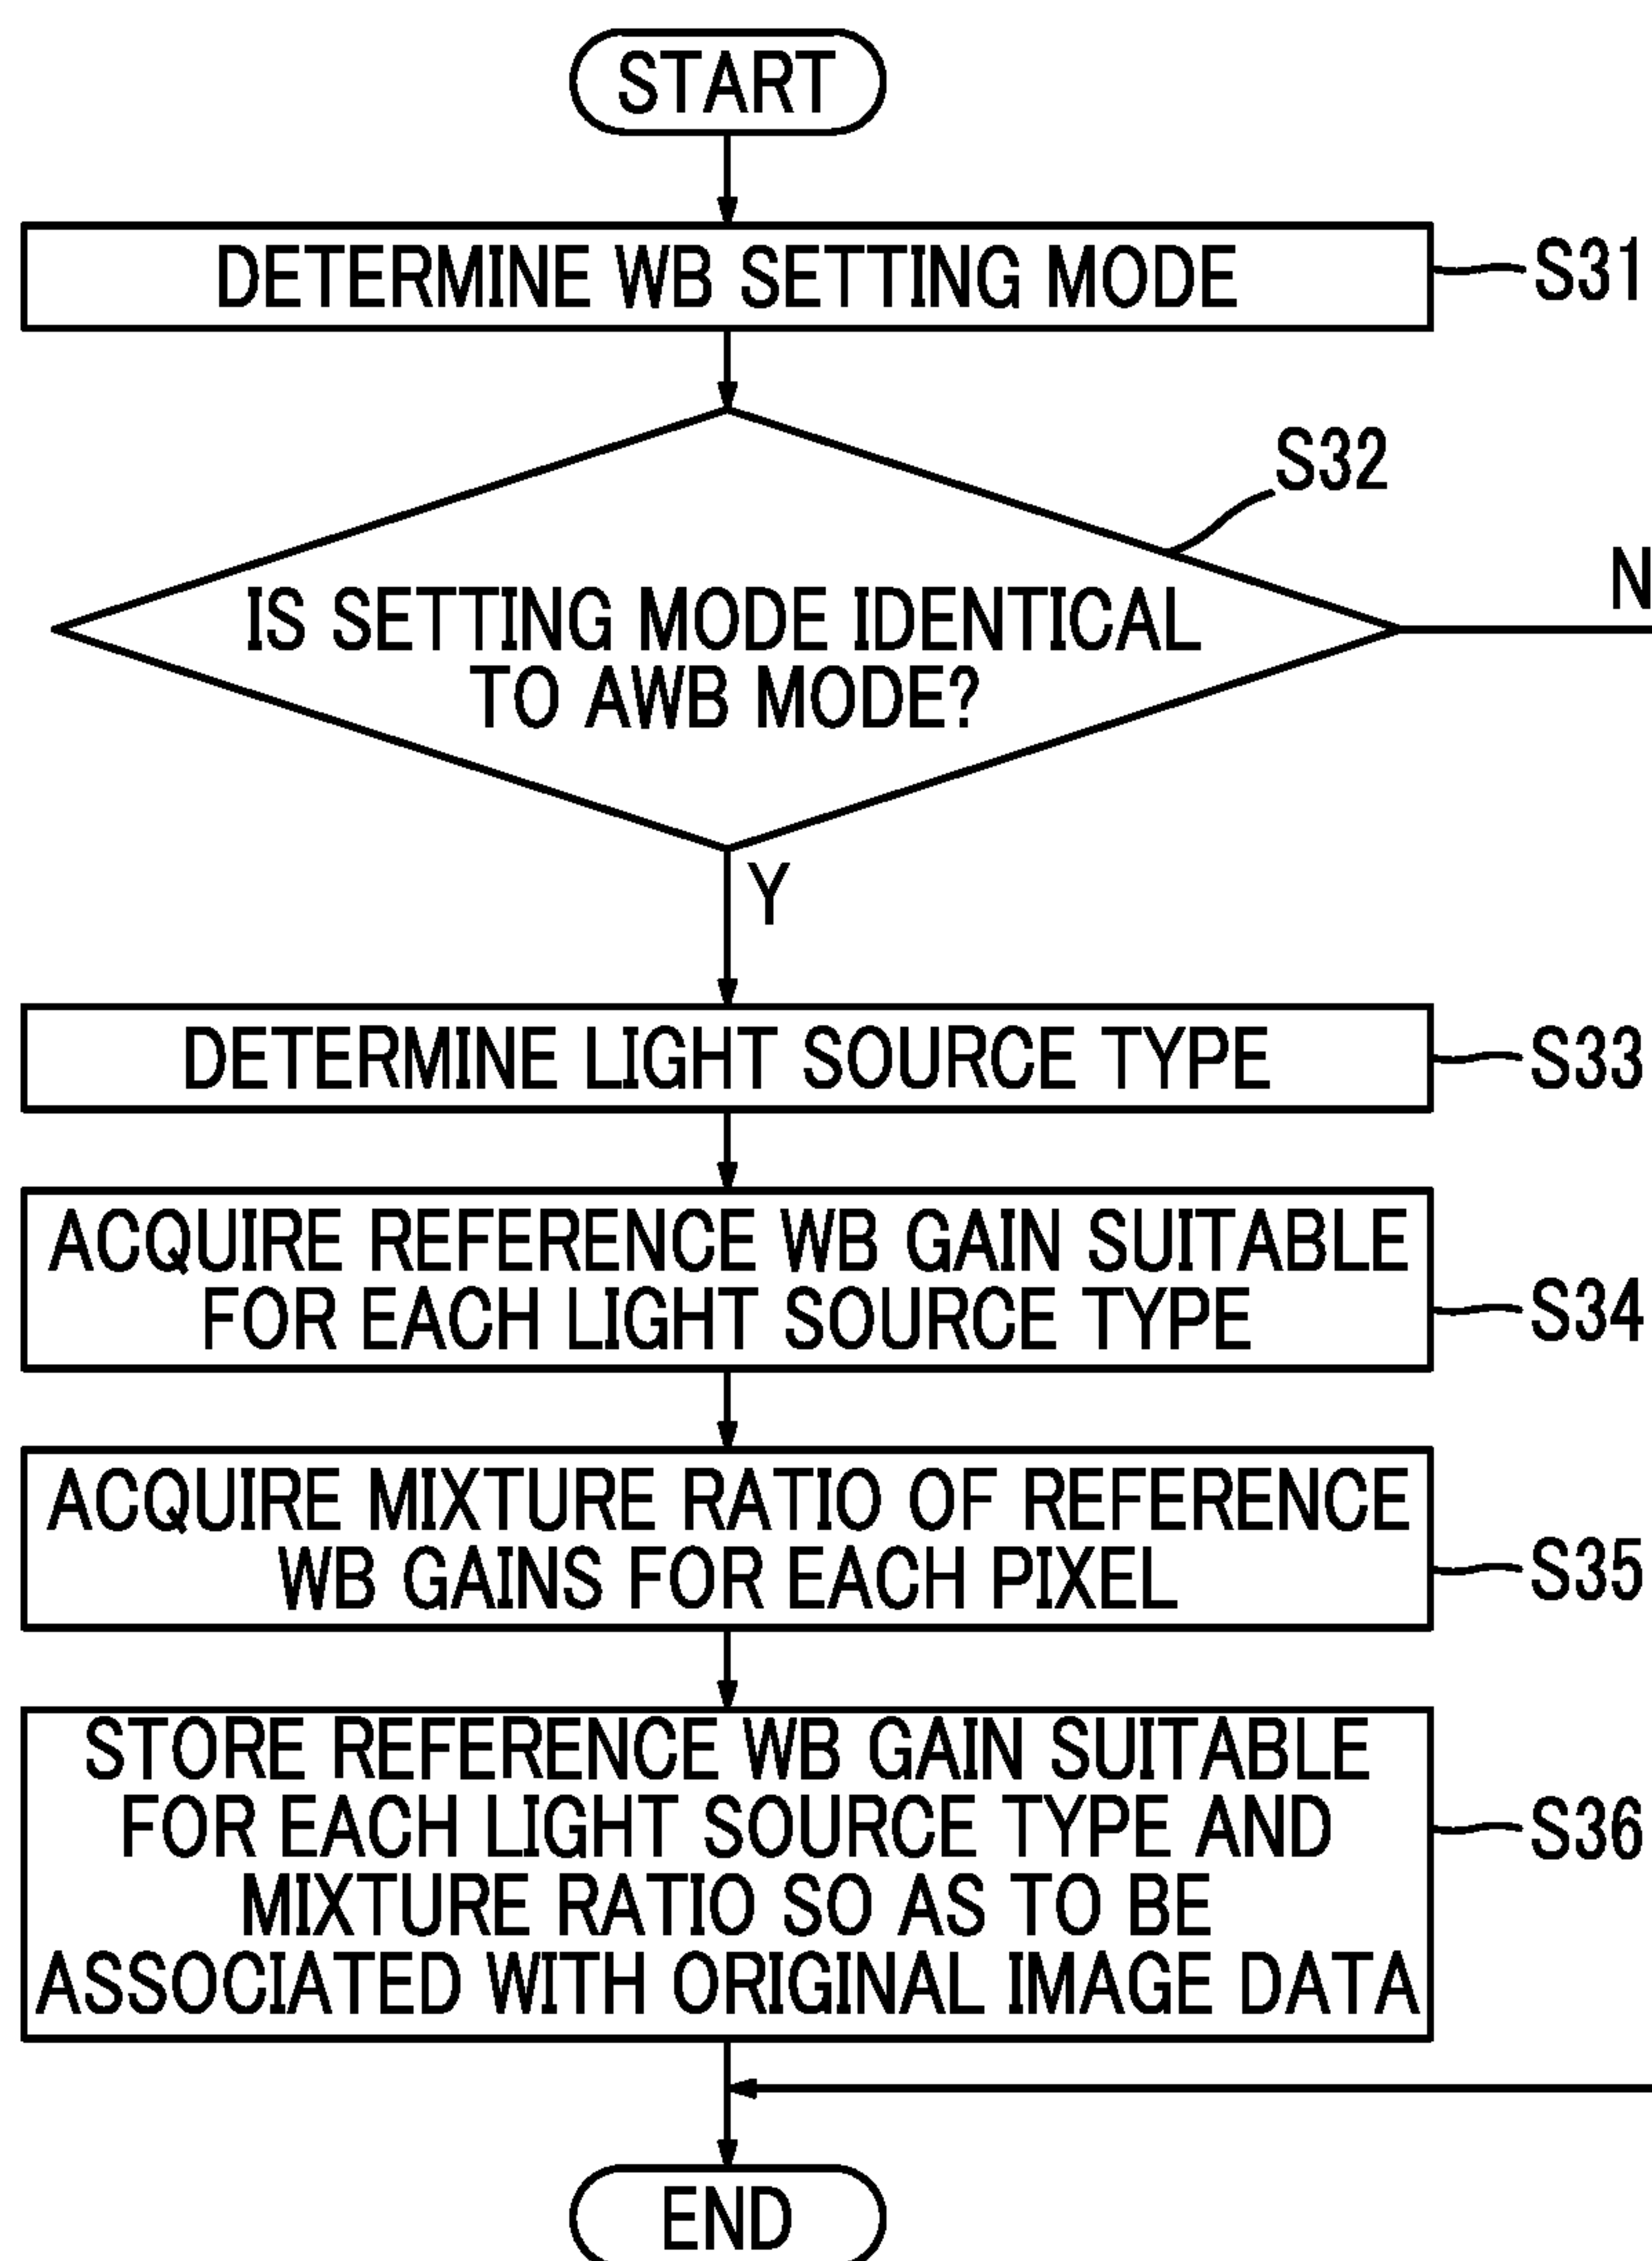 START
DETERMINE WB SETTING MODE
S31
S32
IS SETTING MODE IDENTICAL
TO AWB MODE?
N
Y
DETERMINE LIGHT SOURCE TYPE
S33
ACQUIRE REFERENCE WB GAIN SUITABLE
FOR EACH LIGHT SOURCE TYPE
S34
ACQUIRE MIXTURE RATIO OF REFERENCE
WB GAINS FOR EACH PIXEL
S35
STORE REFERENCE WB GAIN SUITABLE
FOR EACH LIGHT SOURCE TYPE AND
MIXTURE RATIO SO AS TO BE
ASSOCIATED WITH ORIGINAL IMAGE DATA
S36
END